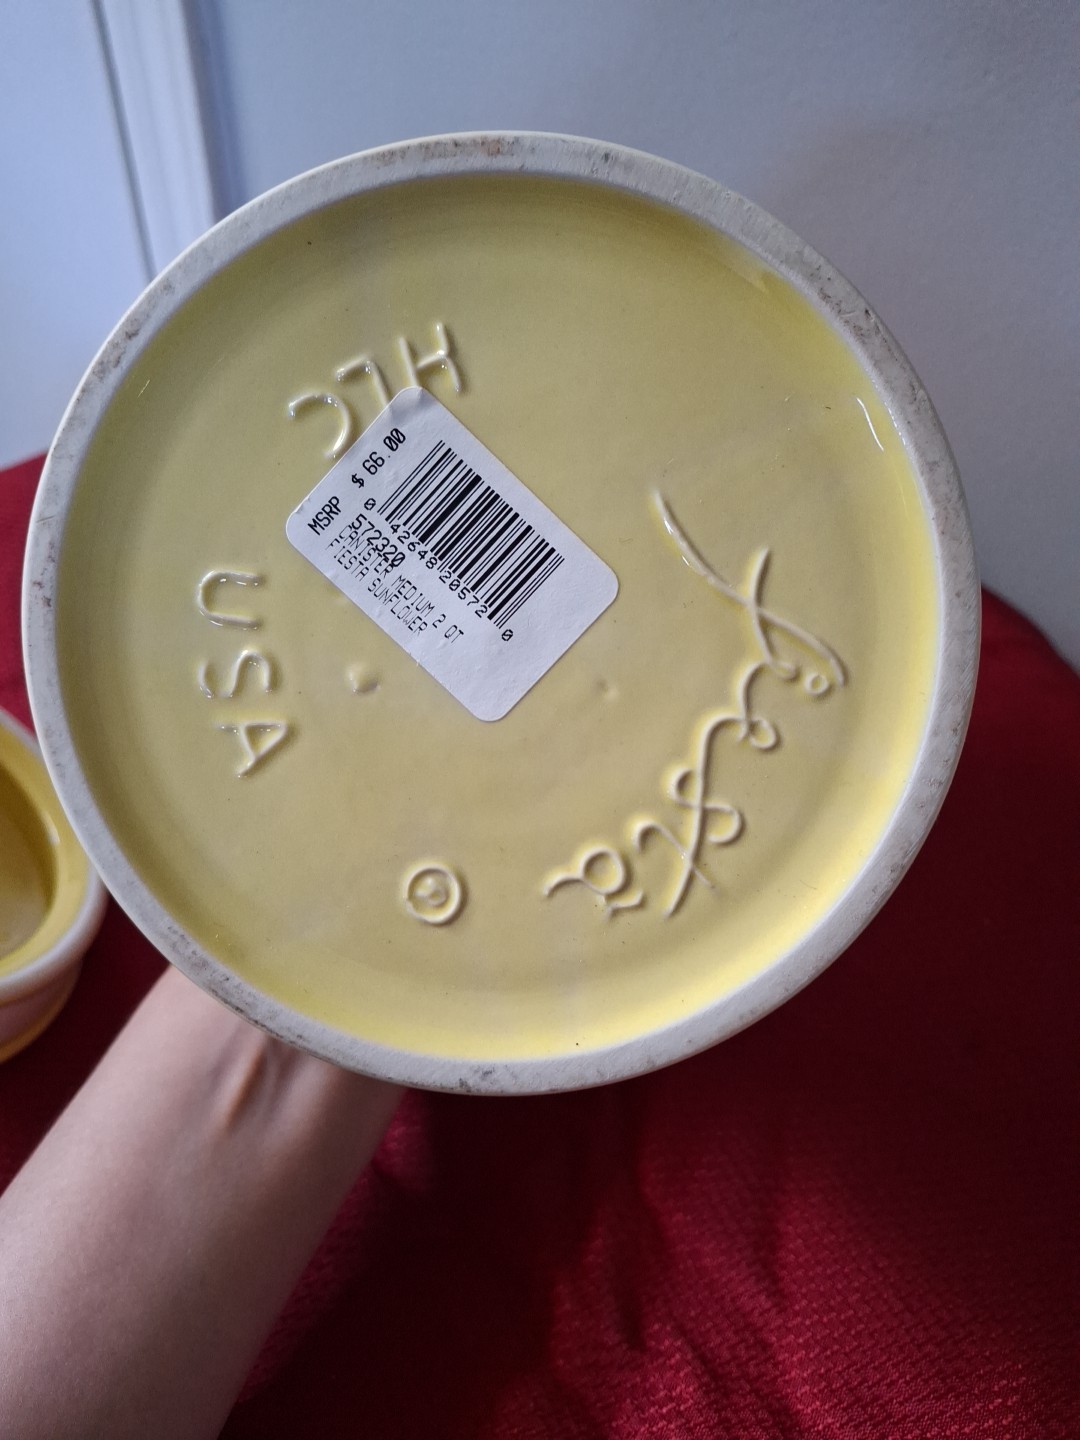 HLC
USA
fiesta
®
MSRP $ 66.00
0 42648 20572 0
572320
CANISTER MEDIUM 2 QT
FIESTA SUNFLOWER